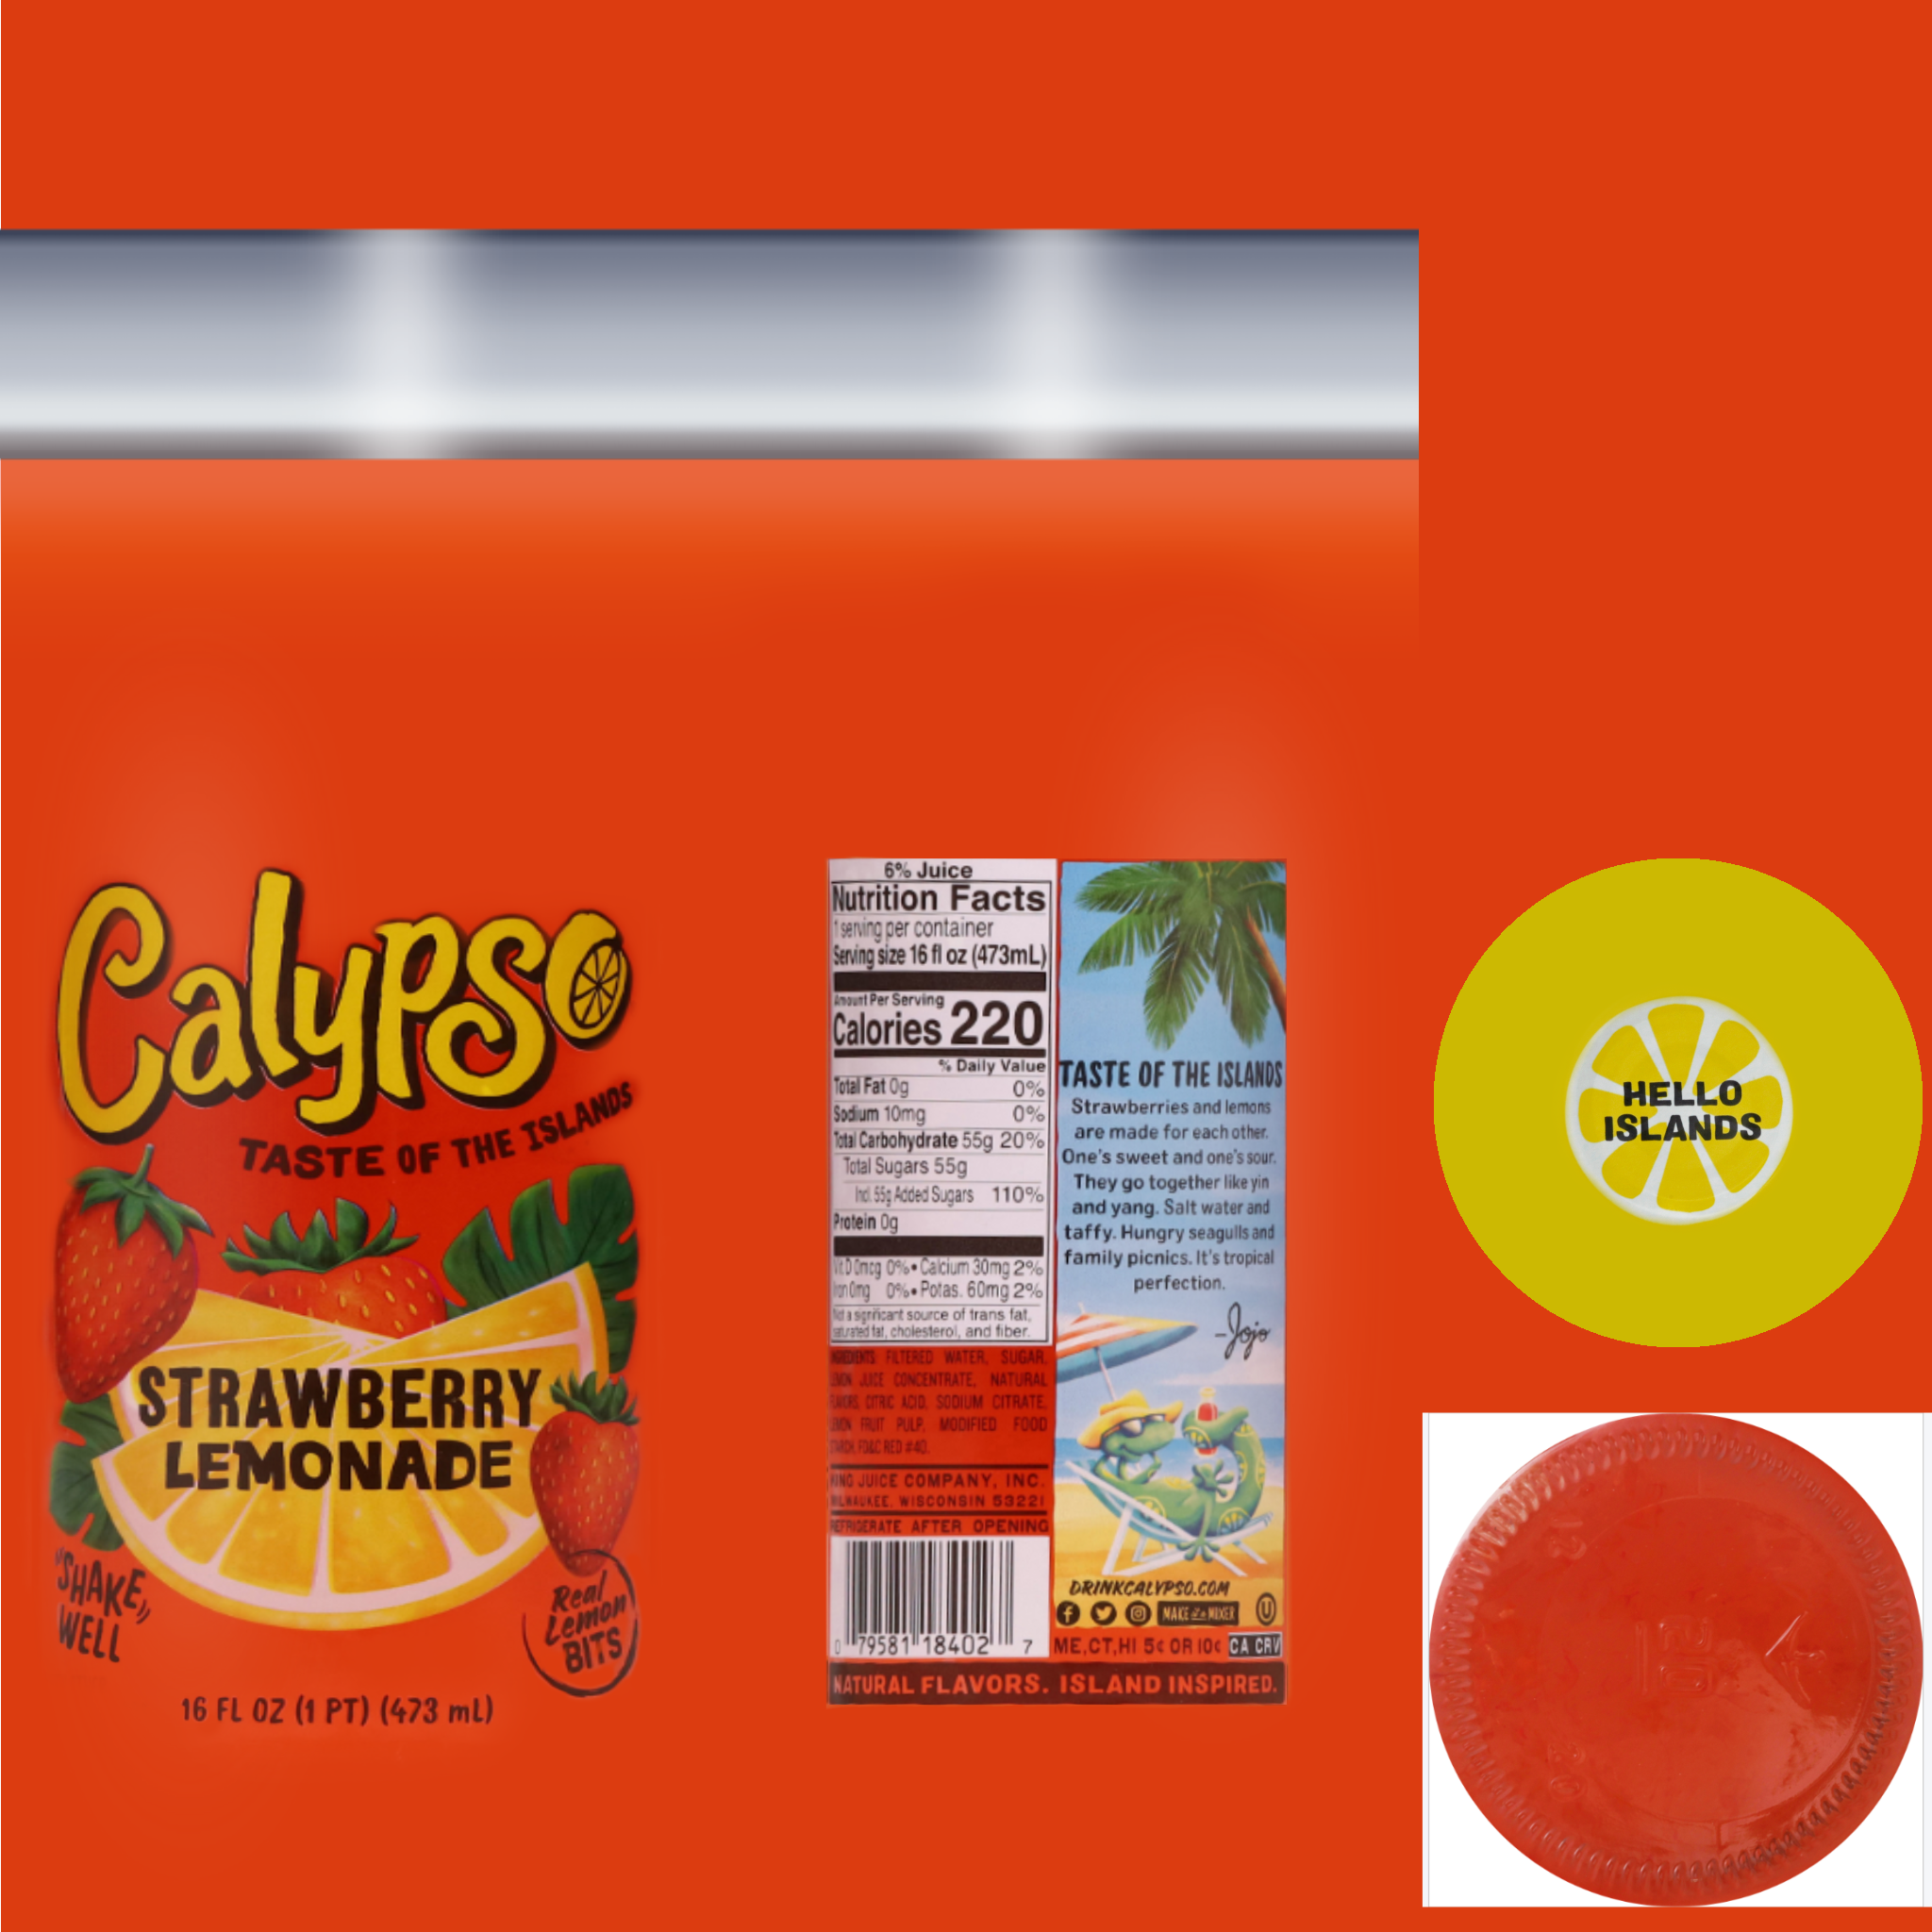 Calypso
TASTE OF THE ISLANDS
STRAWBERRY
LEMONADE
"SHAKE
WELL"
Real
Lemon
BITS
16 FL OZ (1 PT) (473 mL)
6% Juice
Nutrition Facts
1 serving per container
Serving size 16 fl oz (473mL)
Amount Per Serving
Calories 220
% Daily Value
Total Fat 0g 0%
Sodium 10mg 0%
Total Carbohydrate 55g 20%
Total Sugars 55g
Incl. 55g Added Sugars 110%
Protein 0g
Vit. D 0mcg 0% • Calcium 30mg 2%
Iron 0mg 0% • Potas. 60mg 2%
Not a significant source of trans fat,
saturated fat, cholesterol, and fiber.
INGREDIENTS: FILTERED WATER, SUGAR,
LEMON JUICE CONCENTRATE, NATURAL
FLAVORS, CITRIC ACID, SODIUM CITRATE,
LEMON FRUIT PULP, MODIFIED FOOD
STARCH, FD&C RED #40.
KING JUICE COMPANY, INC.
MILWAUKEE, WISCONSIN 53221
REFRIGERATE AFTER OPENING
0 79581 18402 7
TASTE OF THE ISLANDS
Strawberries and lemons
are made for each other.
One's sweet and one's sour.
They go together like yin
and yang. Salt water and
taffy. Hungry seagulls and
family picnics. It's tropical
perfection.
-Jojo
DRINKCALYPSO.COM
MAKE IT A MIXER
U
ME,CT,HI 5¢ OR 10¢ CA CRV
NATURAL FLAVORS. ISLAND INSPIRED.
HELLO
ISLANDS